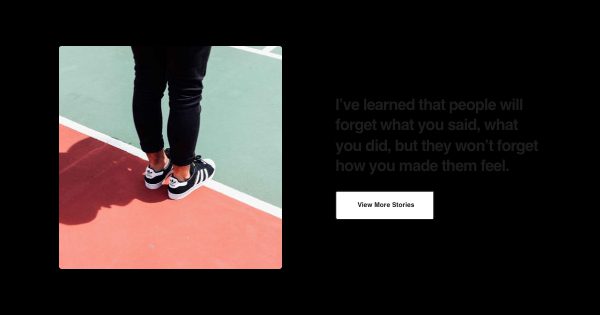 I've learned that people will
forget what you said, what
you did, but they won't forget
how you made them feel.
View More Stories